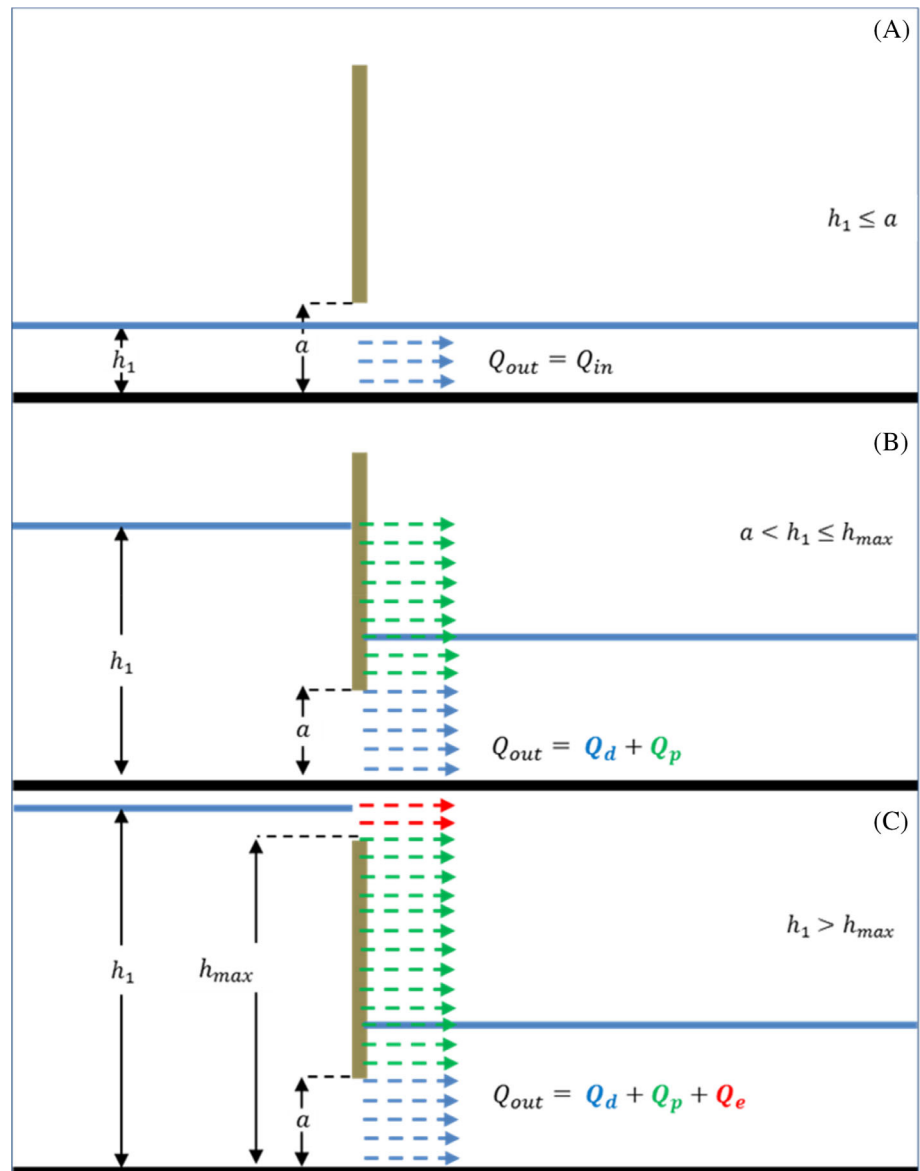 (A)
h₁ ≤ a
h₁
a
Q_out = Q_in
(B)
a < h₁ ≤ h_max
h₁
a
Q_out = Q_d + Q_p
(C)
h₁ > h_max
h₁
h_max
a
Q_out = Q_d + Q_p + Q_e